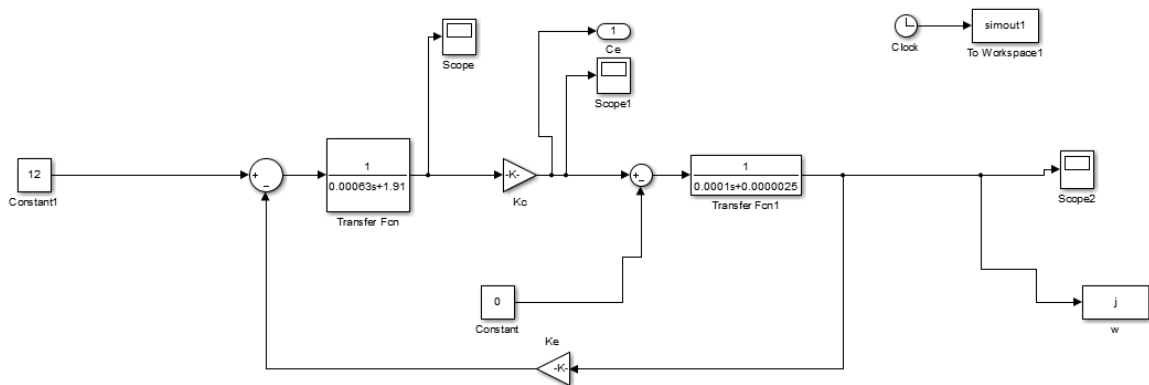 simout1
Clock
To Workspace1
1
Ce
Scope
Scope1
12
Constant1
+
−
1
0.00063s+1.91
Transfer Fcn
-K-
Kc
+
−
1
0.0001s+0.0000025
Transfer Fcn1
Scope2
0
Constant
j
w
Ke
-K-